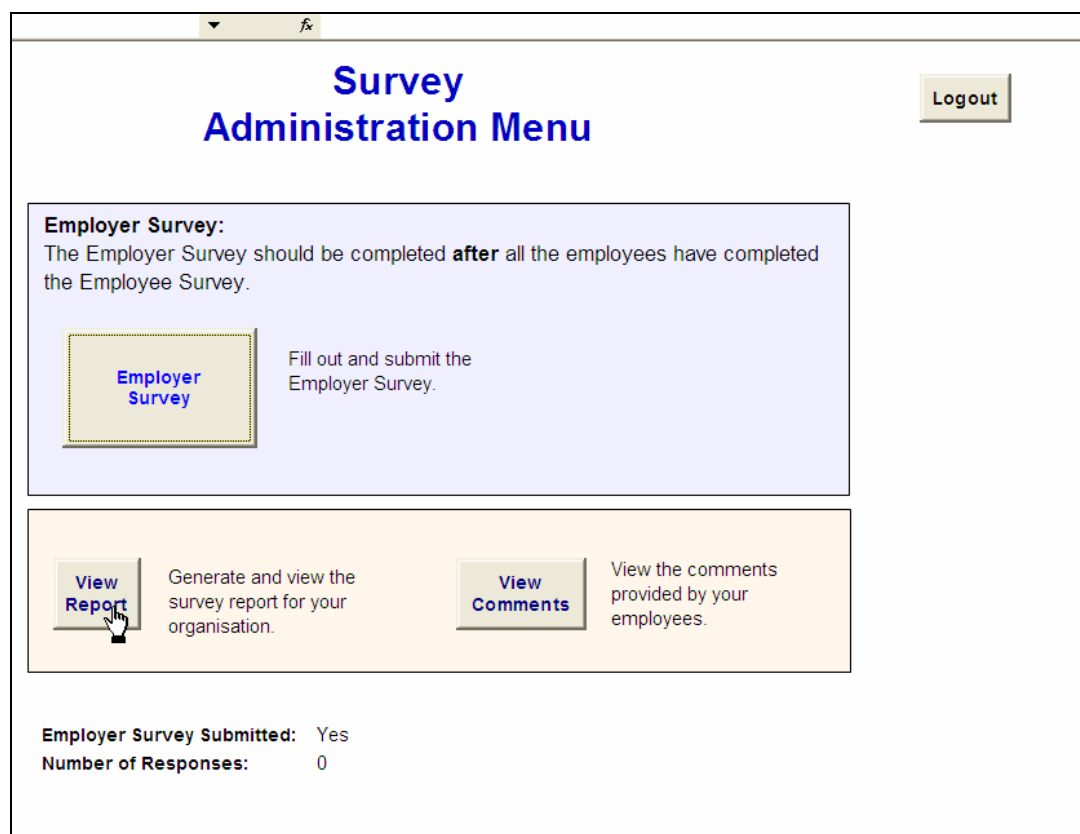 fx
Survey
Administration Menu
Logout
Employer Survey:
The Employer Survey should be completed after all the employees have completed
the Employee Survey.
Employer
Survey
Fill out and submit the
Employer Survey.
View
Report
Generate and view the
survey report for your
organisation.
View
Comments
View the comments
provided by your
employees.
Employer Survey Submitted: Yes
Number of Responses: 0